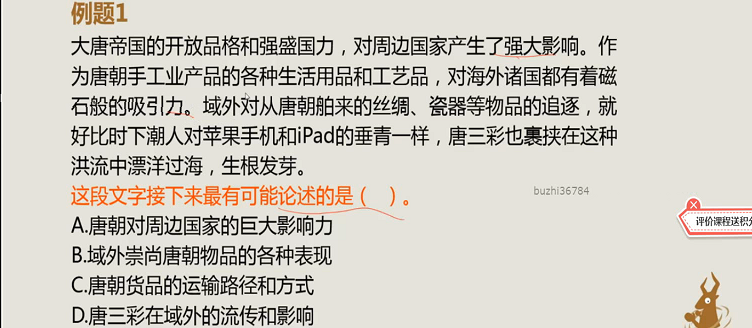 例题1
大唐帝国的开放品格和强盛国力，对周边国家产生了强大影响。作
为唐朝手工业产品的各种生活用品和工艺品，对海外诸国都有着磁
石般的吸引力。域外对从唐朝舶来的丝绸、瓷器等物品的追逐，就
好比时下潮人对苹果手机和iPad的垂青一样，唐三彩也裹挟在这种
洪流中漂洋过海，生根发芽。
这段文字接下来最有可能论述的是（　）。
buzhi36784
评价课程送积分
A.唐朝对周边国家的巨大影响力
B.域外崇尚唐朝物品的各种表现
C.唐朝货品的运输路径和方式
D.唐三彩在域外的流传和影响